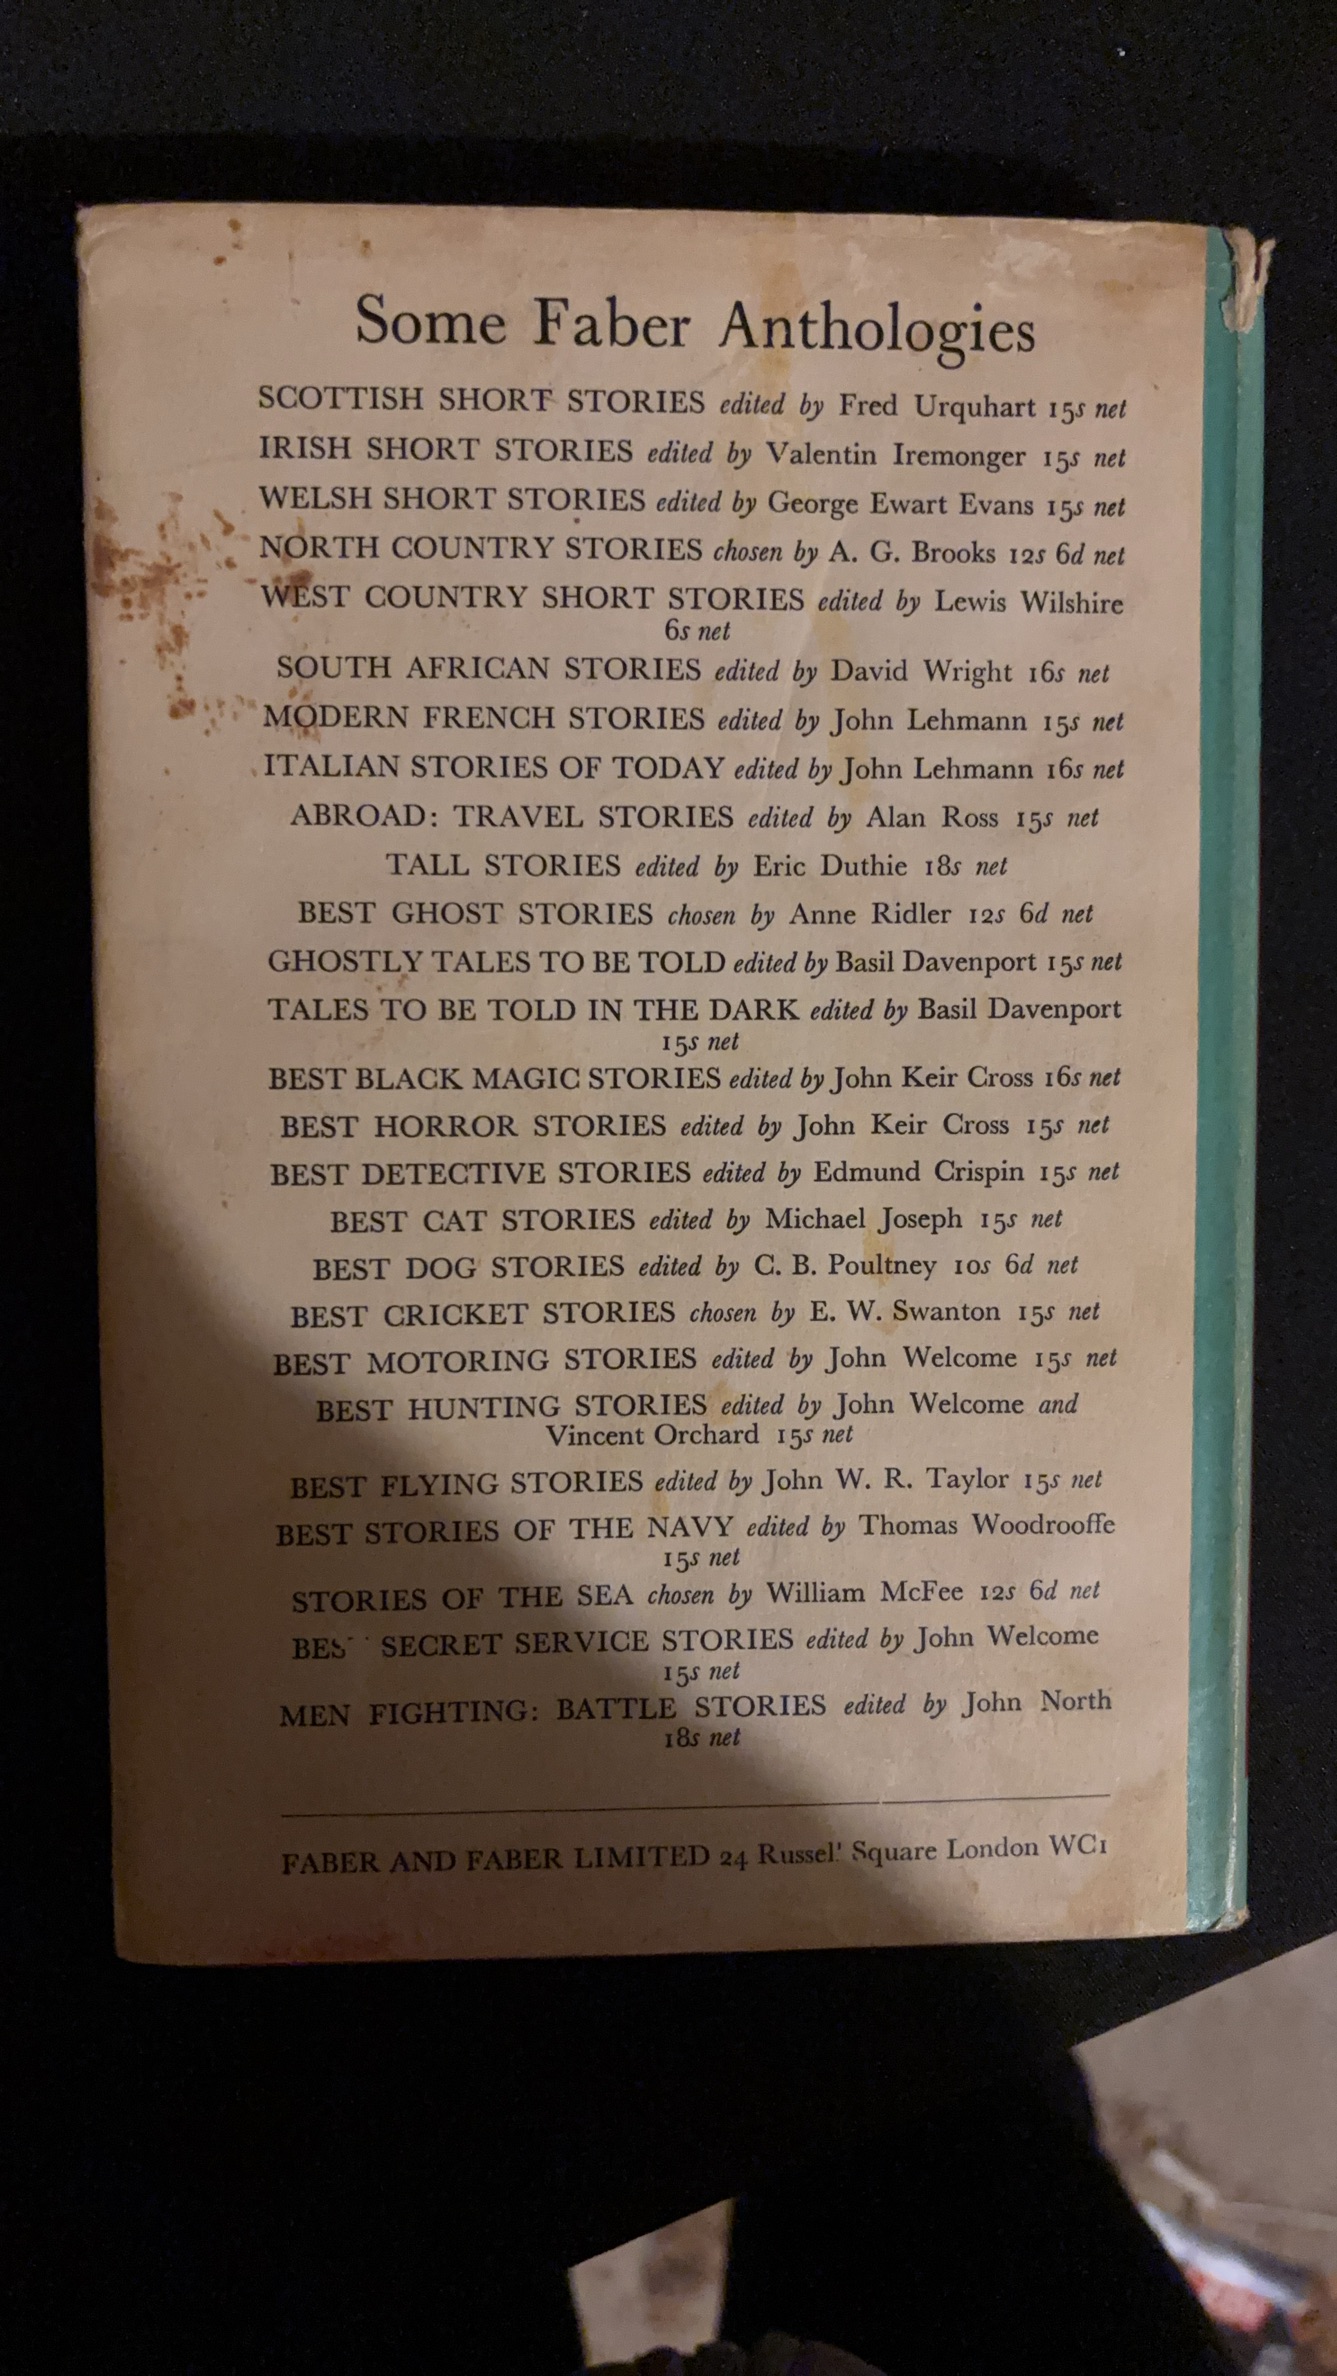 Some Faber Anthologies
SCOTTISH SHORT STORIES edited by Fred Urquhart 15s net
IRISH SHORT STORIES edited by Valentin Iremonger 15s net
WELSH SHORT STORIES edited by George Ewart Evans 15s net
NORTH COUNTRY STORIES chosen by A. G. Brooks 12s 6d net
WEST COUNTRY SHORT STORIES edited by Lewis Wilshire
6s net
SOUTH AFRICAN STORIES edited by David Wright 16s net
MODERN FRENCH STORIES edited by John Lehmann 15s net
ITALIAN STORIES OF TODAY edited by John Lehmann 16s net
ABROAD: TRAVEL STORIES edited by Alan Ross 15s net
TALL STORIES edited by Eric Duthie 18s net
BEST GHOST STORIES chosen by Anne Ridler 12s 6d net
GHOSTLY TALES TO BE TOLD edited by Basil Davenport 15s net
TALES TO BE TOLD IN THE DARK edited by Basil Davenport
15s net
BEST BLACK MAGIC STORIES edited by John Keir Cross 16s net
BEST HORROR STORIES edited by John Keir Cross 15s net
BEST DETECTIVE STORIES edited by Edmund Crispin 15s net
BEST CAT STORIES edited by Michael Joseph 15s net
BEST DOG STORIES edited by C. B. Poultney 10s 6d net
BEST CRICKET STORIES chosen by E. W. Swanton 15s net
BEST MOTORING STORIES edited by John Welcome 15s net
BEST HUNTING STORIES edited by John Welcome and
Vincent Orchard 15s net
BEST FLYING STORIES edited by John W. R. Taylor 15s net
BEST STORIES OF THE NAVY edited by Thomas Woodrooffe
15s net
STORIES OF THE SEA chosen by William McFee 12s 6d net
BEST SECRET SERVICE STORIES edited by John Welcome
15s net
MEN FIGHTING: BATTLE STORIES edited by John North
18s net
FABER AND FABER LIMITED 24 Russell Square London WC1